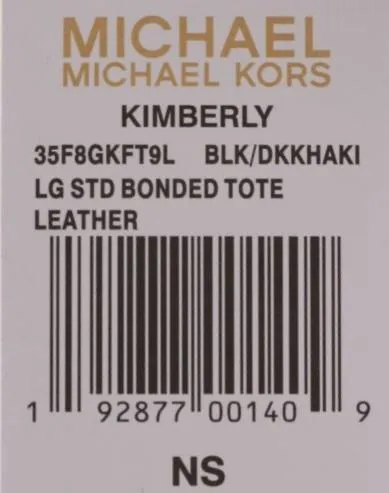 MICHAEL
MICHAEL KORS
KIMBERLY
35F8GKFT9L BLK/DKKHAKI
LG STD BONDED TOTE
LEATHER
1 92877 00140 9
NS